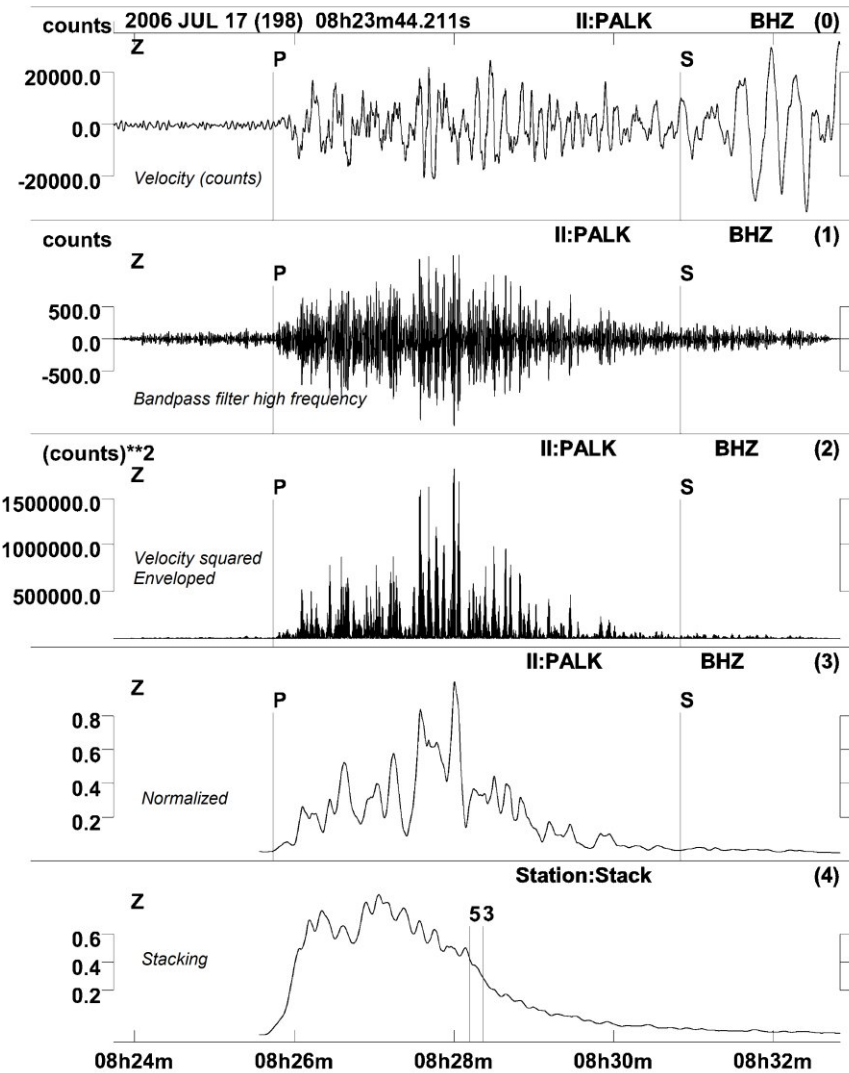 counts 2006 JUL 17 (198) 08h23m44.211s II:PALK BHZ (0)
Z
P S
20000.0
0.0
-20000.0
Velocity (counts)
counts II:PALK BHZ (1)
Z
P S
500.0
0.0
-500.0
Bandpass filter high frequency
(counts)**2 II:PALK BHZ (2)
Z
P S
1500000.0
1000000.0
500000.0
Velocity squared
Enveloped
II:PALK BHZ (3)
Z
P S
0.8
0.6
0.4
0.2
Normalized
Station:Stack (4)
Z
53
0.6
0.4
0.2
Stacking
08h24m 08h26m 08h28m 08h30m 08h32m